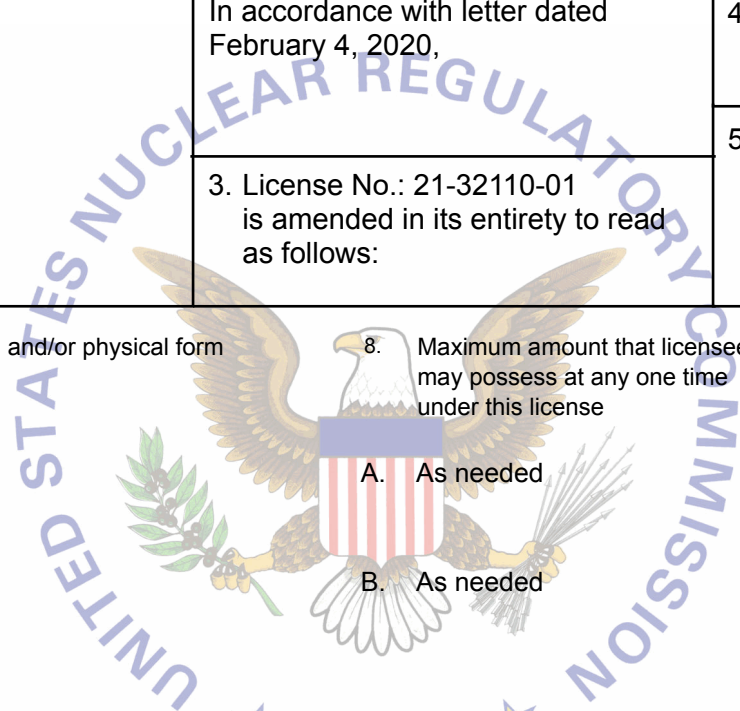 In accordance with letter dated
February 4, 2020,
4
5
3. License No.: 21-32110-01
is amended in its entirety to read
as follows:
and/or physical form
8. Maximum amount that licensee
may possess at any one time
under this license
A. As needed
B. As needed
UNITED STATES NUCLEAR REGULATORY COMMISSION